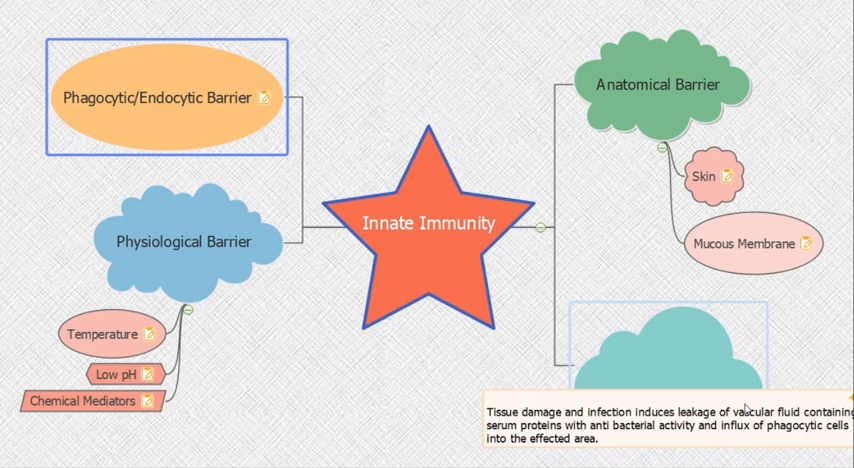 Phagocytic/Endocytic Barrier
Anatomical Barrier
Skin
Innate Immunity
Physiological Barrier
Mucous Membrane
Temperature
Low pH
Chemical Mediators
Tissue damage and infection induces leakage of vascular fluid containing
serum proteins with anti bacterial activity and influx of phagocytic cells
into the effected area.